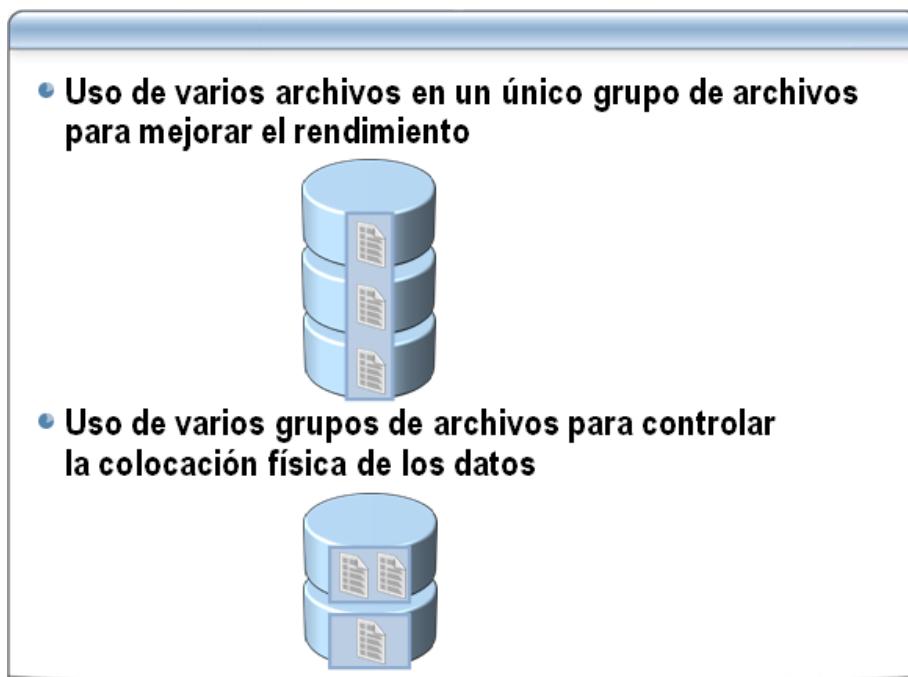 Uso de varios archivos en un único grupo de archivos
para mejorar el rendimiento
Uso de varios grupos de archivos para controlar
la colocación física de los datos